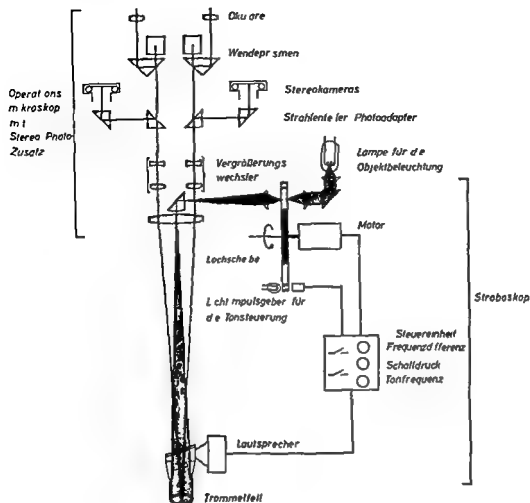 Oku are
Wendepr smen
Operat ons
m kroskop
m t
Stereo Photo
Zusatz
Stereokameras
Strahlente ler Photoadapter
Lampe für d e
Objektbeleuchtung
Vergrößerungs
wechsler
Motor
Lochsche be
L cht mpulsgeber für
d e Tonsteuerung
Stroboskop
Steuereinheit
Frequenzd fferenz
Schalldruck
Tonfrequenz
Lautsprecher
Trommelfell